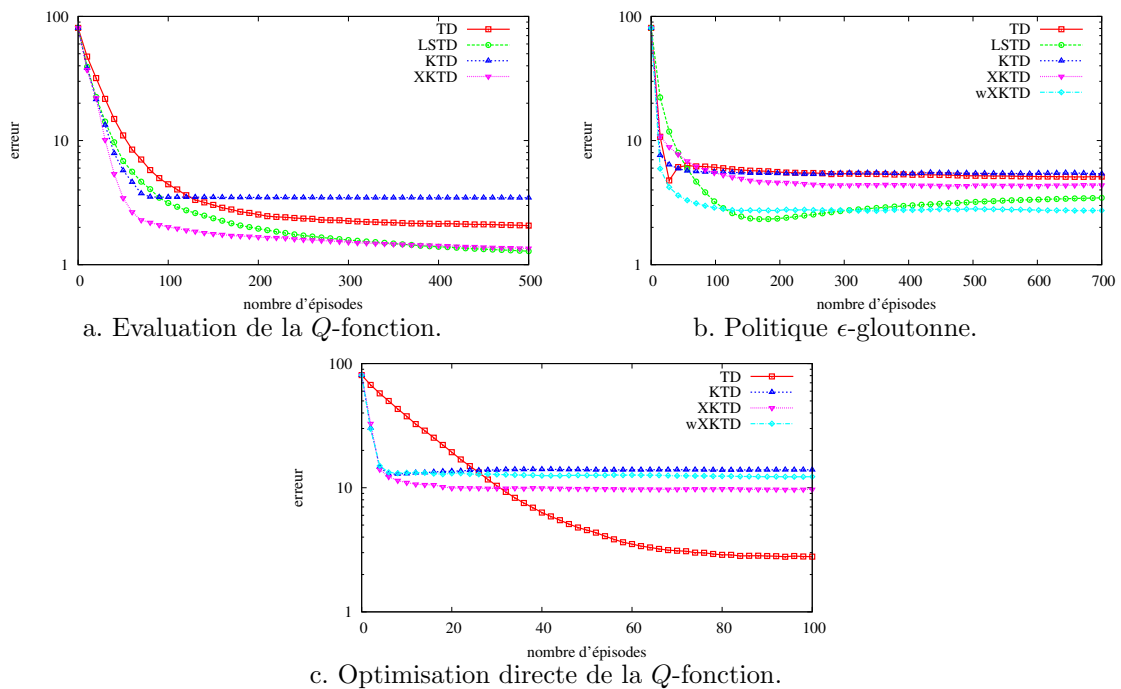 100
10
1
erreur
TD
LSTD
KTD
XKTD
0 100 200 300 400 500
nombre d'épisodes
a. Evaluation de la Q-fonction.
100
10
1
erreur
TD
LSTD
KTD
XKTD
wXKTD
0 100 200 300 400 500 600 700
nombre d'épisodes
b. Politique ϵ-gloutonne.
100
10
1
erreur
TD
KTD
XKTD
wXKTD
0 20 40 60 80 100
nombre d'épisodes
c. Optimisation directe de la Q-fonction.